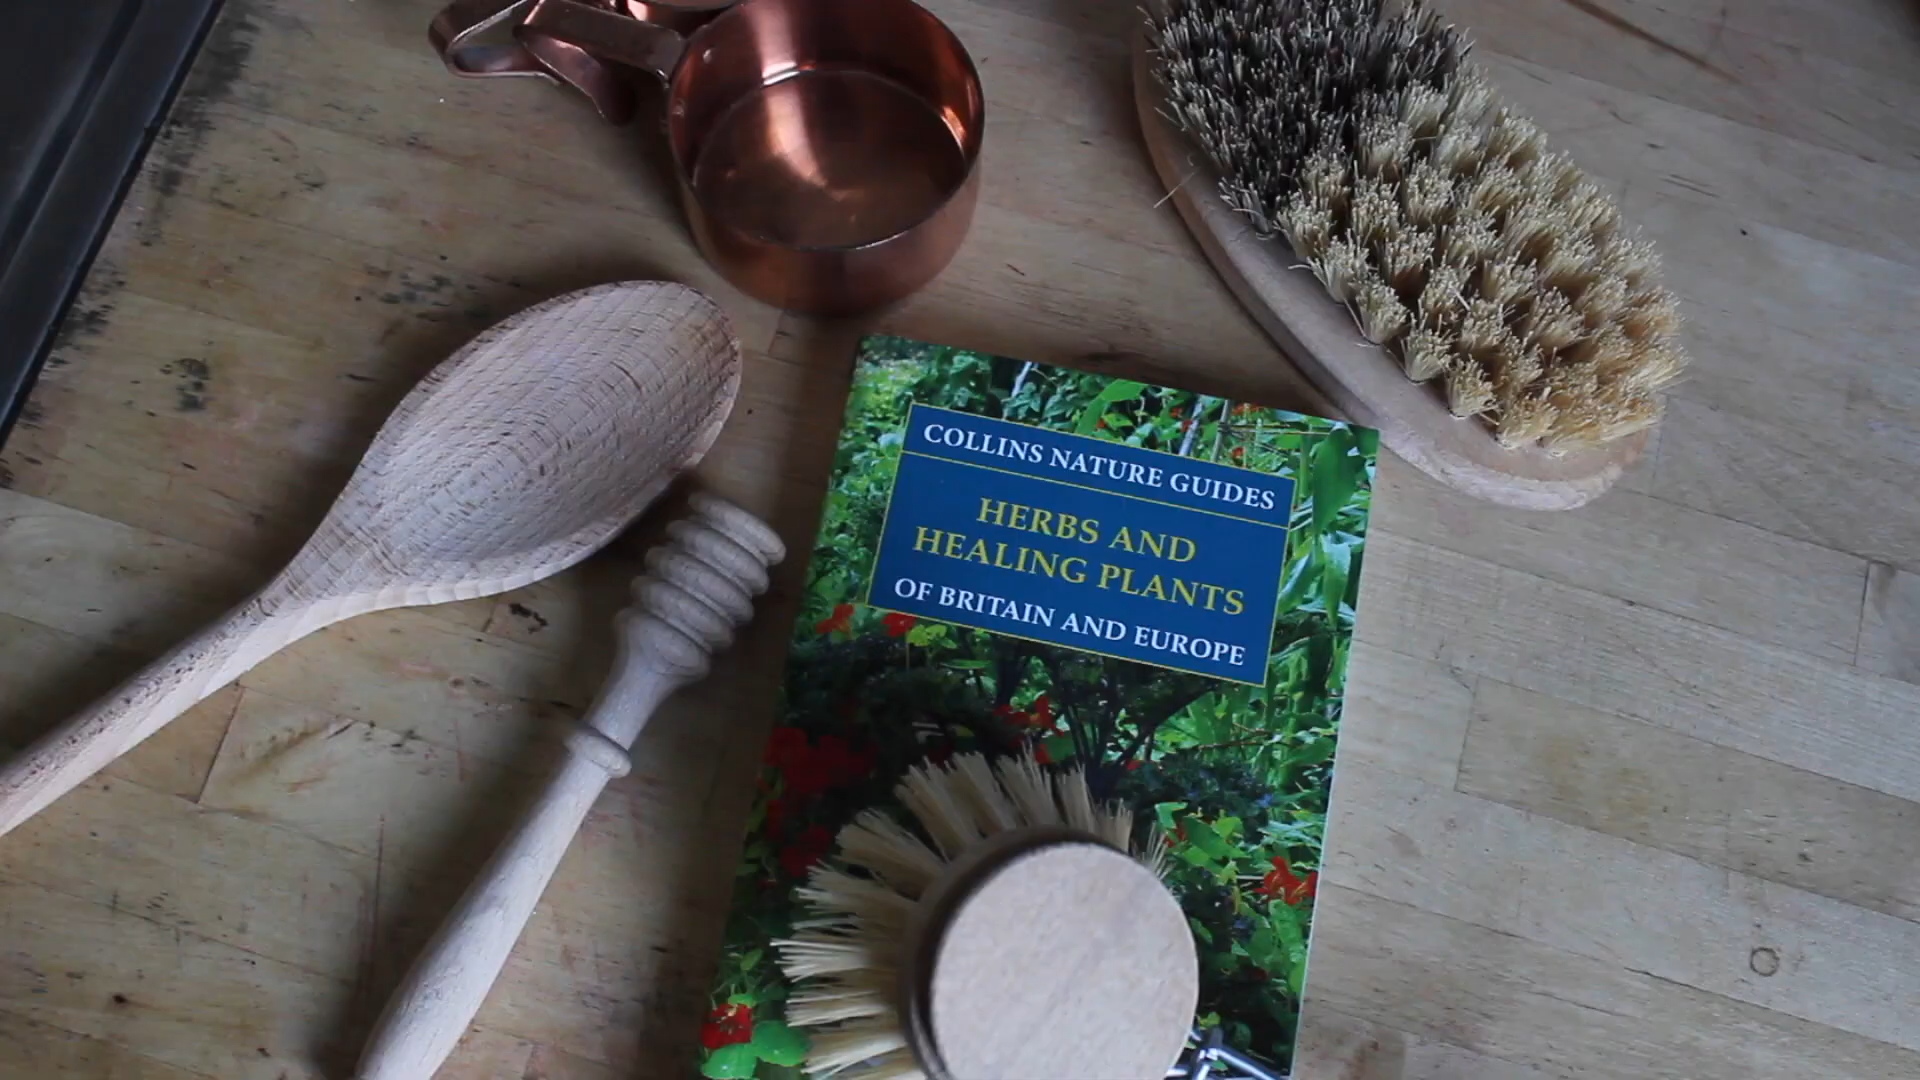 COLLINS NATURE GUIDES
HERBS AND
HEALING PLANTS
OF BRITAIN AND EUROPE